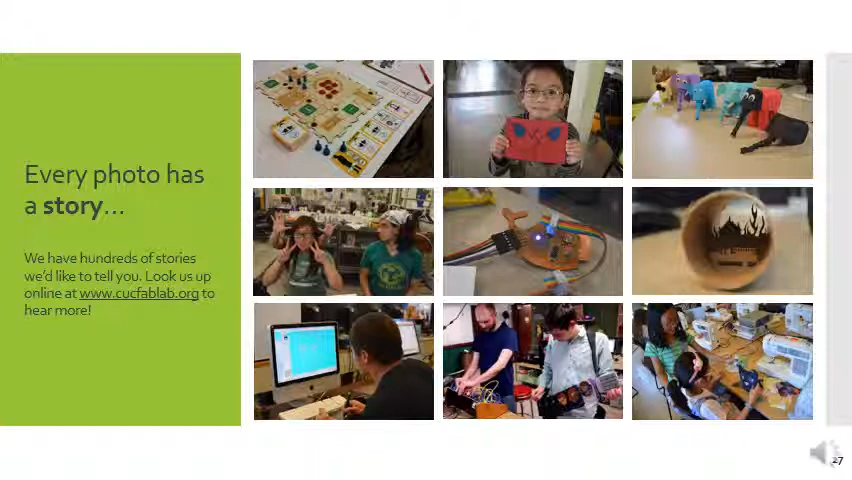 Every photo has
a story...
We have hundreds of stories
we'd like to tell you. Look us up
online at www.cucfablab.org to
hear more!
27